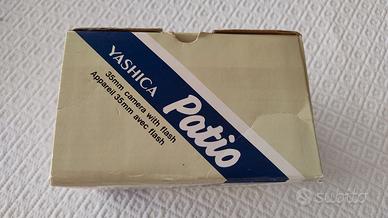 YASHICA
Patio
35mm camera with flash
Appareil 35mm avec flash
subito